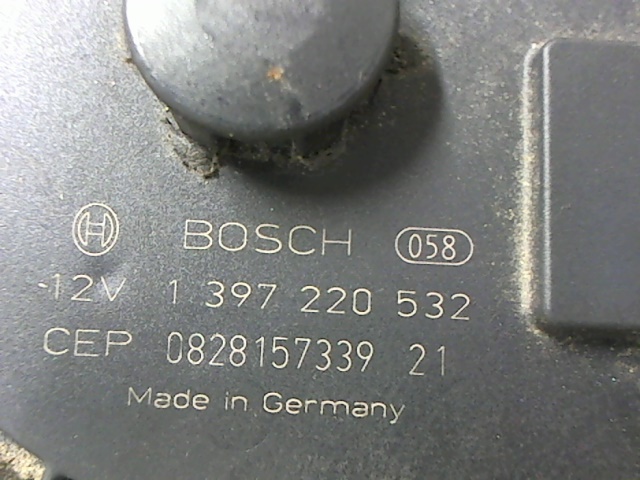 BOSCH 058
-12V 1 397 220 532
CEP 0828157339 21
Made in Germany